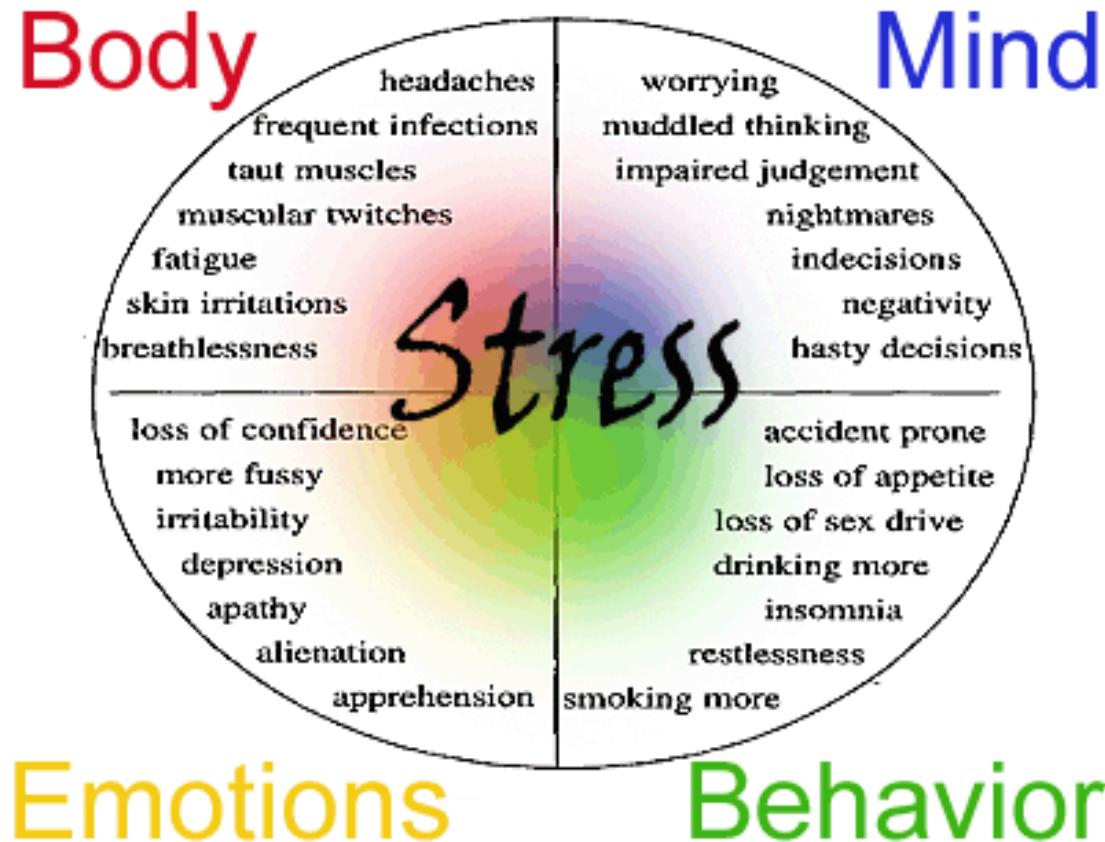 Body
headaches
frequent infections
taut muscles
muscular twitches
fatigue
skin irritations
breathlessness
Mind
worrying
muddled thinking
impaired judgement
nightmares
indecisions
negativity
hasty decisions
Stress
loss of confidence
more fussy
irritability
depression
apathy
alienation
apprehension
Emotions
accident prone
loss of appetite
loss of sex drive
drinking more
insomnia
restlessness
smoking more
Behavior